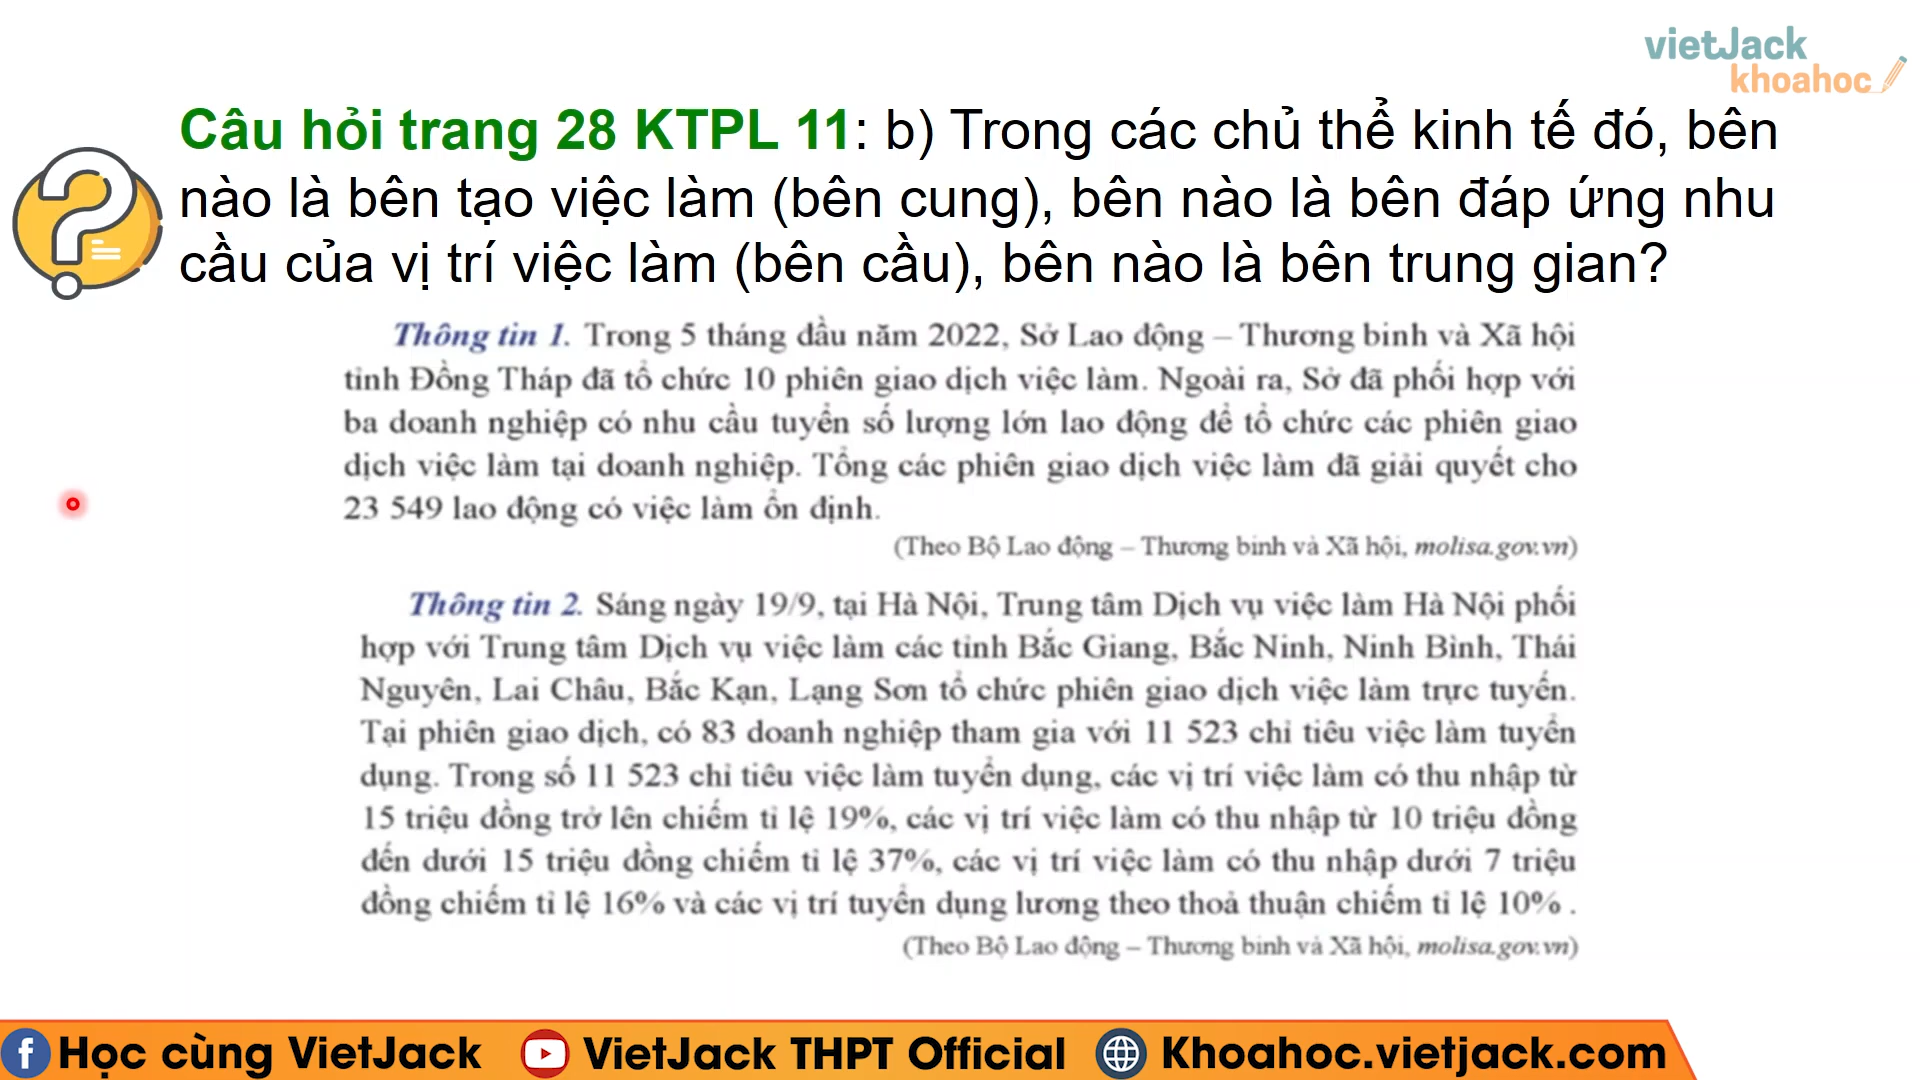 vietJack
khoahoc
Câu hỏi trang 28 KTPL 11: b) Trong các chủ thể kinh tế đó, bên
nào là bên tạo việc làm (bên cung), bên nào là bên đáp ứng nhu
cầu của vị trí việc làm (bên cầu), bên nào là bên trung gian?
Thông tin 1. Trong 5 tháng đầu năm 2022, Sở Lao động – Thương binh và Xã hội
tỉnh Đồng Tháp đã tổ chức 10 phiên giao dịch việc làm. Ngoài ra, Sở đã phối hợp với
ba doanh nghiệp có nhu cầu tuyển số lượng lớn lao động để tổ chức các phiên giao
dịch việc làm tại doanh nghiệp. Tổng các phiên giao dịch việc làm đã giải quyết cho
23 549 lao động có việc làm ổn định.
(Theo Bộ Lao động – Thương binh và Xã hội, molisa.gov.vn)
Thông tin 2. Sáng ngày 19/9, tại Hà Nội, Trung tâm Dịch vụ việc làm Hà Nội phối
hợp với Trung tâm Dịch vụ việc làm các tỉnh Bắc Giang, Bắc Ninh, Ninh Bình, Thái
Nguyên, Lai Châu, Bắc Kạn, Lạng Sơn tổ chức phiên giao dịch việc làm trực tuyến.
Tại phiên giao dịch, có 83 doanh nghiệp tham gia với 11 523 chỉ tiêu việc làm tuyển
dụng. Trong số 11 523 chỉ tiêu việc làm tuyển dụng, các vị trí việc làm có thu nhập từ
15 triệu đồng trở lên chiếm tỉ lệ 19%, các vị trí việc làm có thu nhập từ 10 triệu đồng
đến dưới 15 triệu đồng chiếm tỉ lệ 37%, các vị trí việc làm có thu nhập dưới 7 triệu
đồng chiếm tỉ lệ 16% và các vị trí tuyển dụng lương theo thoả thuận chiếm tỉ lệ 10% .
(Theo Bộ Lao động – Thương binh và Xã hội, molisa.gov.vn)
Học cùng VietJack VietJack THPT Official Khoahoc.vietjack.com